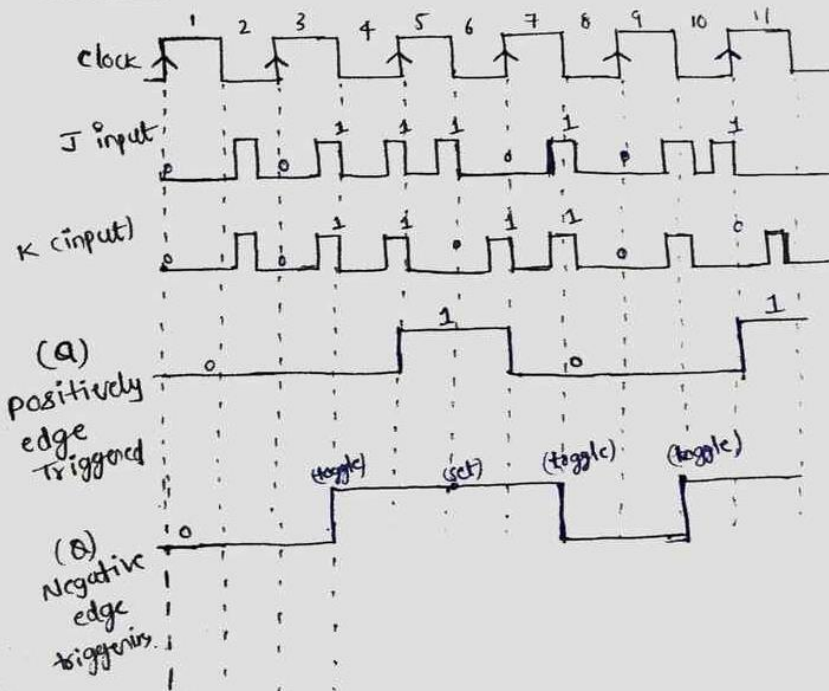 1 2 3 4 5 6 7 8 9 10 11
Clock
J input
0 0 1 1 1 0 1 0 1
K (input)
0 0 1 1 0 1 1 0 0
(Q)
Positively
edge
Triggered
0 1 0 1
(toggle) (set) (toggle) (toggle)
(Q)
Negative
edge
triggering.
0